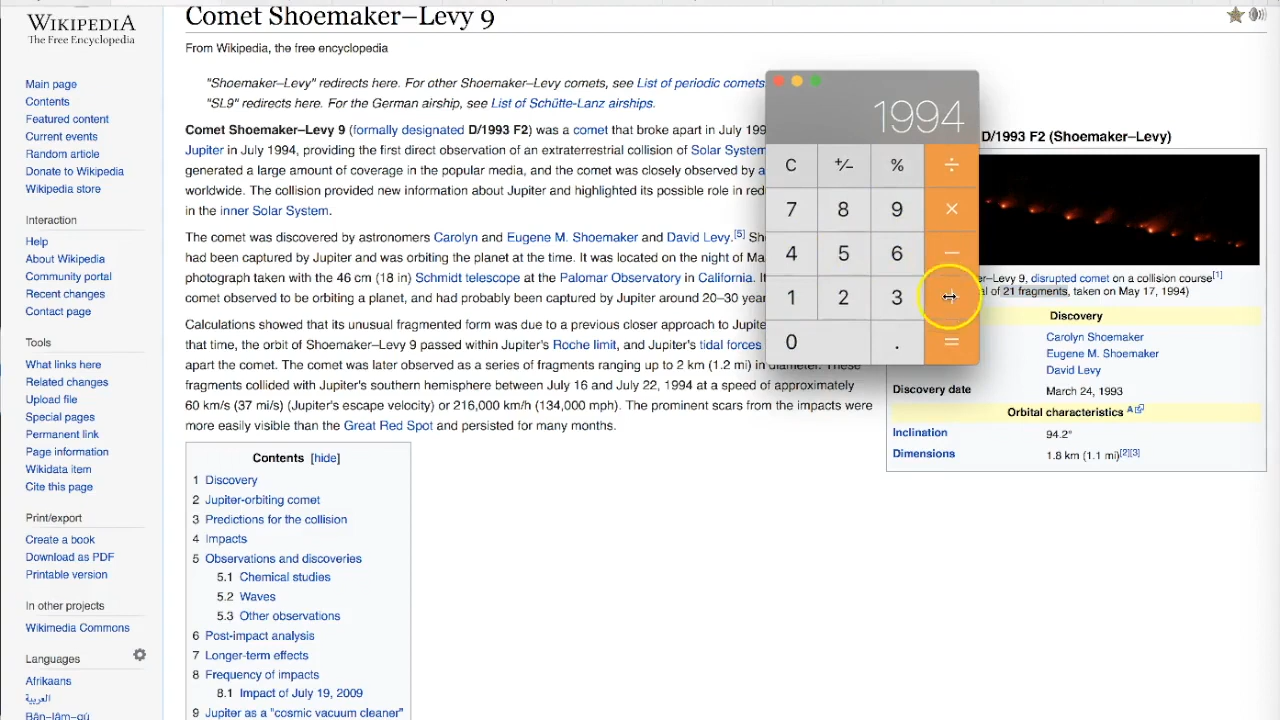 WIKIPEDIA
The Free Encyclopedia
Main page
Contents
Featured content
Current events
Random article
Donate to Wikipedia
Wikipedia store
Interaction
Help
About Wikipedia
Community portal
Recent changes
Contact page
Tools
What links here
Related changes
Upload file
Special pages
Permanent link
Page information
Wikidata item
Cite this page
Print/export
Create a book
Download as PDF
Printable version
In other projects
Wikimedia Commons
Languages
Afrikaans
العربية
Bân-lâm-gú
Comet Shoemaker–Levy 9
From Wikipedia, the free encyclopedia
"Shoemaker–Levy" redirects here. For other Shoemaker–Levy comets, see List of periodic comets
"SL9" redirects here. For the German airship, see List of Schütte-Lanz airships.
Comet Shoemaker–Levy 9 (formally designated D/1993 F2) was a comet that broke apart in July
Jupiter in July 1994, providing the first direct observation of an extraterrestrial collision of Solar System
generated a large amount of coverage in the popular media, and the comet was closely observed by
worldwide. The collision provided new information about Jupiter and highlighted its possible role in
in the inner Solar System.
The comet was discovered by astronomers Carolyn and Eugene M. Shoemaker and David Levy.[5]
had been captured by Jupiter and was orbiting the planet at the time. It was located on the night of
photograph taken with the 46 cm (18 in) Schmidt telescope at the Palomar Observatory in California.
comet observed to be orbiting a planet, and had probably been captured by Jupiter around 20–30
Calculations showed that its unusual fragmented form was due to a previous closer approach to
that time, the orbit of Shoemaker–Levy 9 passed within Jupiter's Roche limit, and Jupiter's tidal forces
apart the comet. The comet was later observed as a series of fragments ranging up to 2 km (1.2 mi) in diameter. These
fragments collided with Jupiter's southern hemisphere between July 16 and July 22, 1994 at a speed of approximately
60 km/s (37 mi/s) (Jupiter's escape velocity) or 216,000 km/h (134,000 mph). The prominent scars from the impacts were
more easily visible than the Great Red Spot and persisted for many months.
Contents [hide]
1 Discovery
2 Jupiter-orbiting comet
3 Predictions for the collision
4 Impacts
5 Observations and discoveries
5.1 Chemical studies
5.2 Waves
5.3 Other observations
6 Post-impact analysis
7 Longer-term effects
8 Frequency of impacts
8.1 Impact of July 19, 2009
9 Jupiter as a "cosmic vacuum cleaner"
1994
C +/− % ÷
7 8 9 ×
4 5 6 −
1 2 3 +
0 . =
D/1993 F2 (Shoemaker–Levy)
Levy 9, disrupted comet on a collision course[1]
of 21 fragments, taken on May 17, 1994)
Discovery
Carolyn Shoemaker
Eugene M. Shoemaker
David Levy
Discovery date March 24, 1993
Orbital characteristics A
Inclination 94.2°
Dimensions 1.8 km (1.1 mi)[2][3]